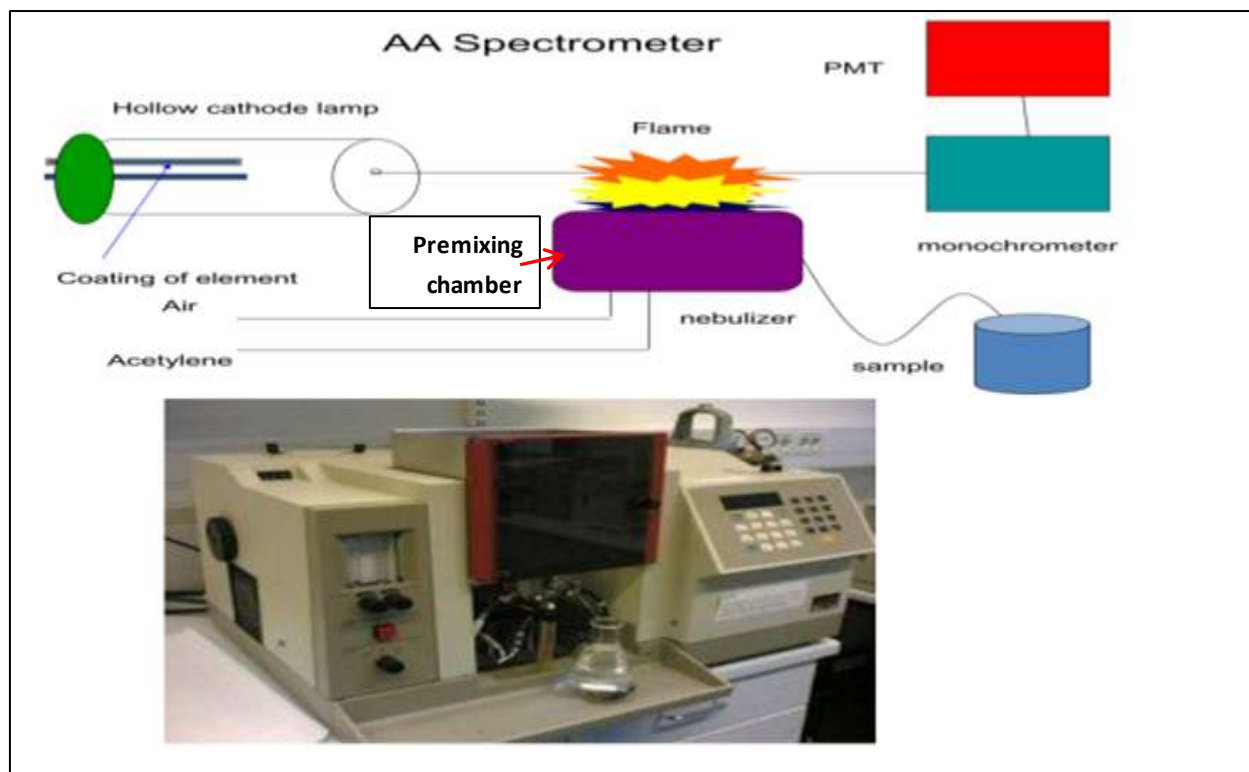 AA Spectrometer
PMT
Hollow cathode lamp
Flame
Premixing
chamber
monochrometer
Coating of element
Air
nebulizer
Acetylene
sample